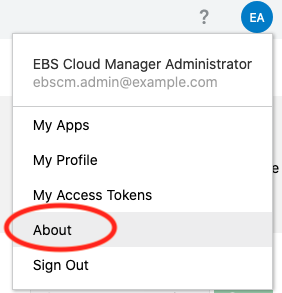 ? EA
EBS Cloud Manager Administrator
ebscm.admin@example.com
My Apps
My Profile
My Access Tokens
e
About
Sign Out